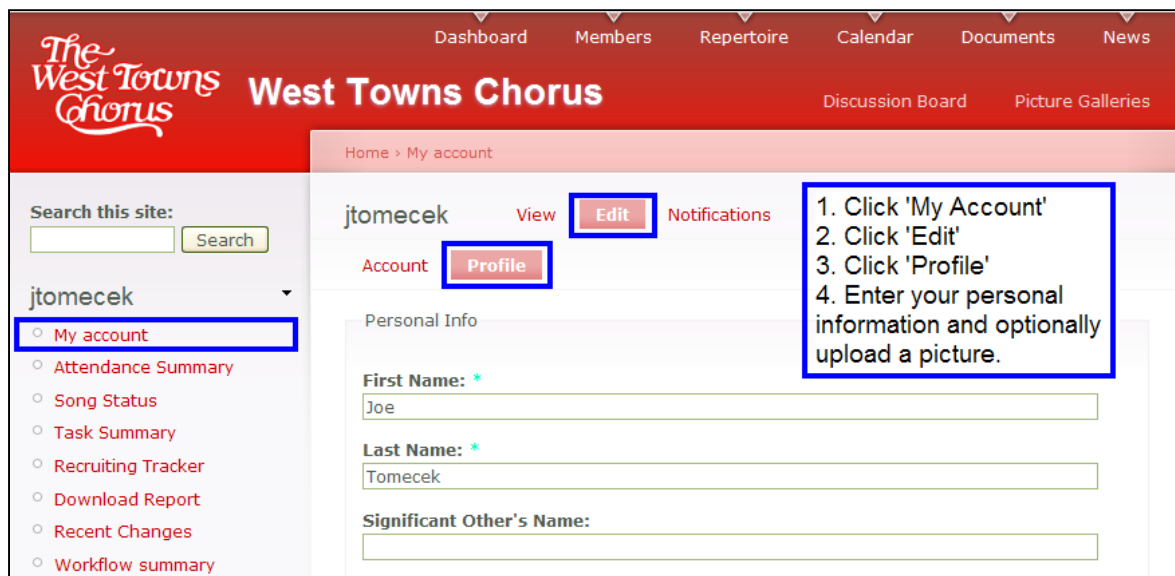 The
West Towns
Chorus
Dashboard Members Repertoire Calendar Documents News
West Towns Chorus
Discussion Board Picture Galleries
Home › My account
Search this site:
Search
jtomecek
My account
Attendance Summary
Song Status
Task Summary
Recruiting Tracker
Download Report
Recent Changes
Workflow summary
jtomecek View Edit Notifications
Account Profile
1. Click 'My Account'
2. Click 'Edit'
3. Click 'Profile'
4. Enter your personal
information and optionally
upload a picture.
Personal Info
First Name: *
Joe
Last Name: *
Tomecek
Significant Other's Name: